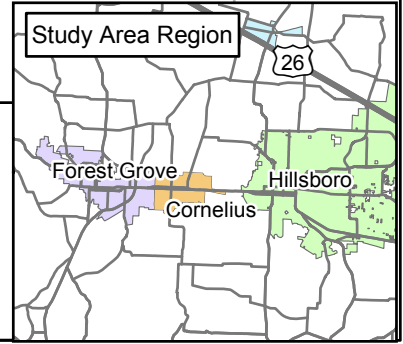 Study Area Region
26
Forest Grove
Hillsboro
Cornelius